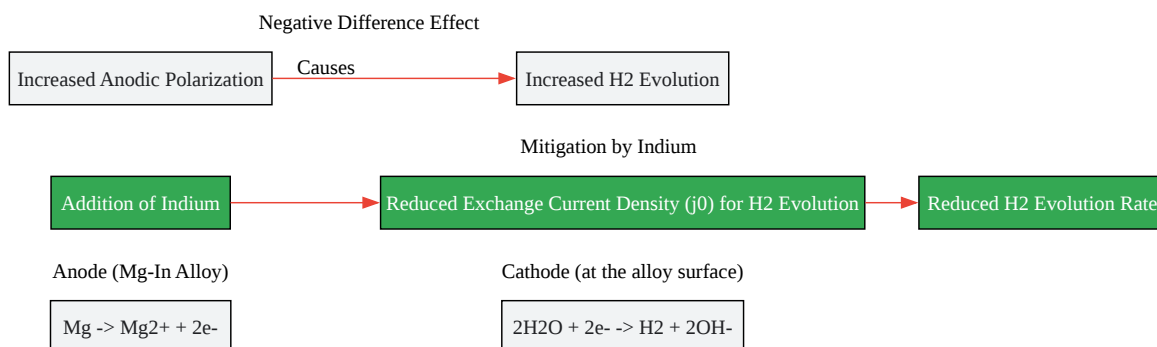 Negative Difference Effect
Increased Anodic Polarization
Causes
Increased H2 Evolution
Mitigation by Indium
Addition of Indium
Reduced Exchange Current Density (j0) for H2 Evolution
Reduced H2 Evolution Rate
Anode (Mg-In Alloy)
Cathode (at the alloy surface)
Mg -> Mg2+ + 2e-
2H2O + 2e- -> H2 + 2OH-